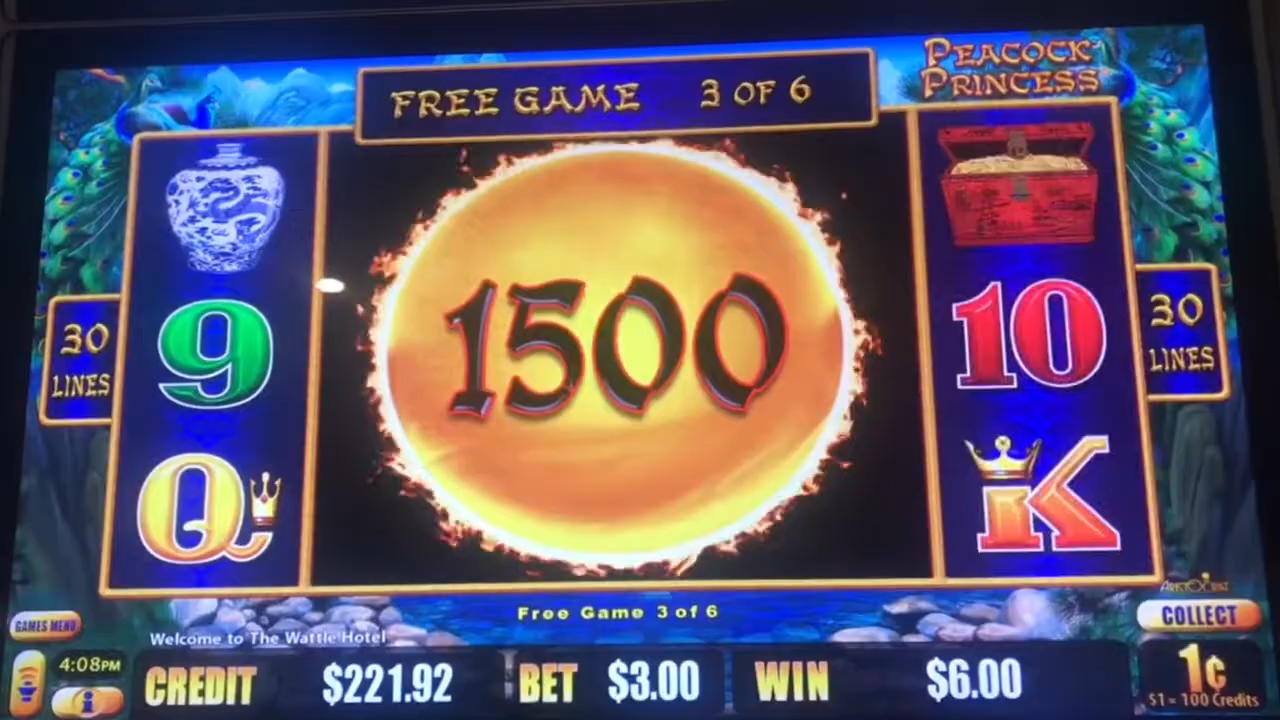 PEACOCK
PRINCESS
FREE GAME 3 OF 6
30
LINES
9
Q
1500
10
K
30
LINES
Free Game 3 of 6
ARISTOCRAT
GAMES MENU
Welcome to The Wattle Hotel
COLLECT
4:08PM
i
CREDIT $221.92 BET $3.00 WIN $6.00
1¢
$1 = 100 Credits